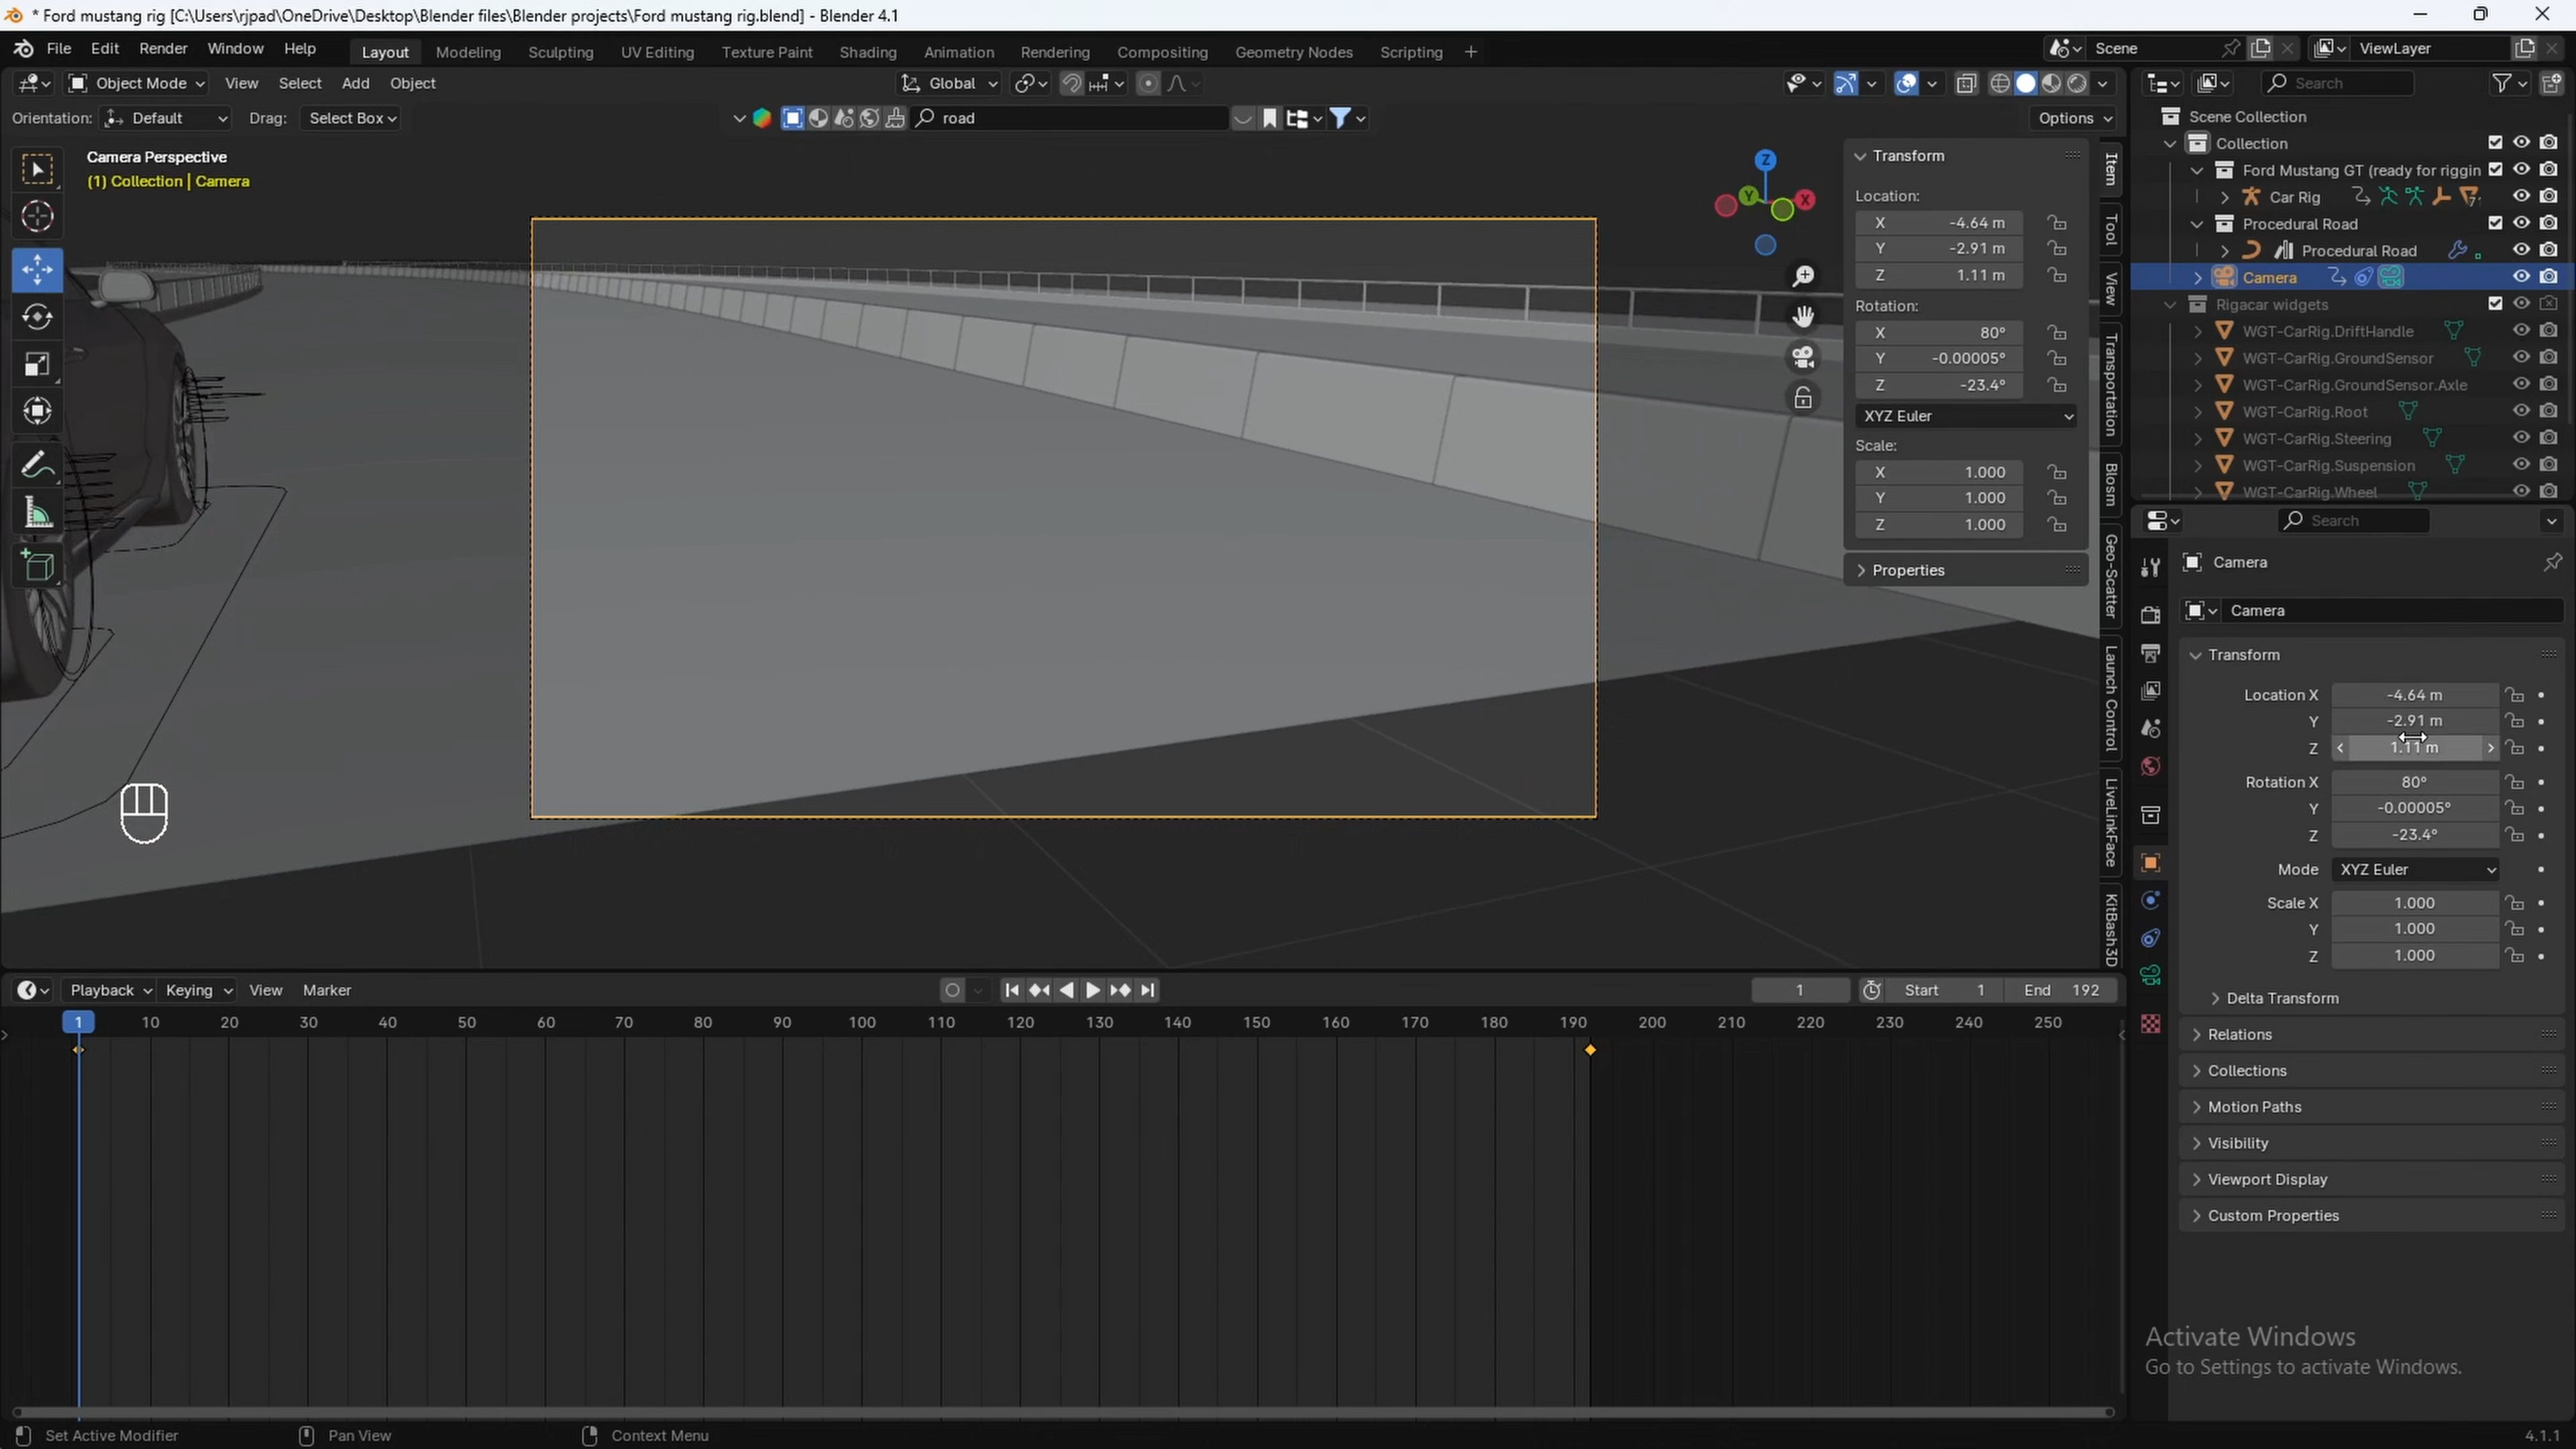 * Ford mustang rig [C:\Users\rjpad\OneDrive\Desktop\Blender files\Blender projects\Ford mustang rig.blend] - Blender 4.1
File Edit Render Window Help Layout Modeling Sculpting UV Editing Texture Paint Shading Animation Rendering Compositing Geometry Nodes Scripting + Scene ViewLayer
Object Mode View Select Add Object Global Search
Orientation: Default Drag: Select Box road Options
Camera Perspective
(1) Collection | Camera
Z
Y
X
Transform
Location:
X -4.64 m
Y -2.91 m
Z 1.11 m
Rotation:
X 80°
Y -0.00005°
Z -23.4°
XYZ Euler
Scale:
X 1.000
Y 1.000
Z 1.000
Properties
Item
Tool
View
Transportation
Blosm
Geo-Scatter
Launch Control
LiveLinkFace
KitBash3D
Scene Collection
Collection
Ford Mustang GT (ready for riggin
Car Rig
Procedural Road
Procedural Road
Camera
Rigacar widgets
WGT-CarRig.DriftHandle
WGT-CarRig.GroundSensor
WGT-CarRig.GroundSensor.Axle
WGT-CarRig.Root
WGT-CarRig.Steering
WGT-CarRig.Suspension
WGT-CarRig.Wheel
Search
Camera
Camera
Transform
Location X -4.64 m
Y -2.91 m
Z 1.11 m
Rotation X 80°
Y -0.00005°
Z -23.4°
Mode XYZ Euler
Scale X 1.000
Y 1.000
Z 1.000
Delta Transform
Relations
Collections
Motion Paths
Visibility
Viewport Display
Custom Properties
Playback Keying View Marker 1 Start 1 End 192
1 10 20 30 40 50 60 70 80 90 100 110 120 130 140 150 160 170 180 190 200 210 220 230 240 250
Activate Windows
Go to Settings to activate Windows.
Set Active Modifier Pan View Context Menu 4.1.1